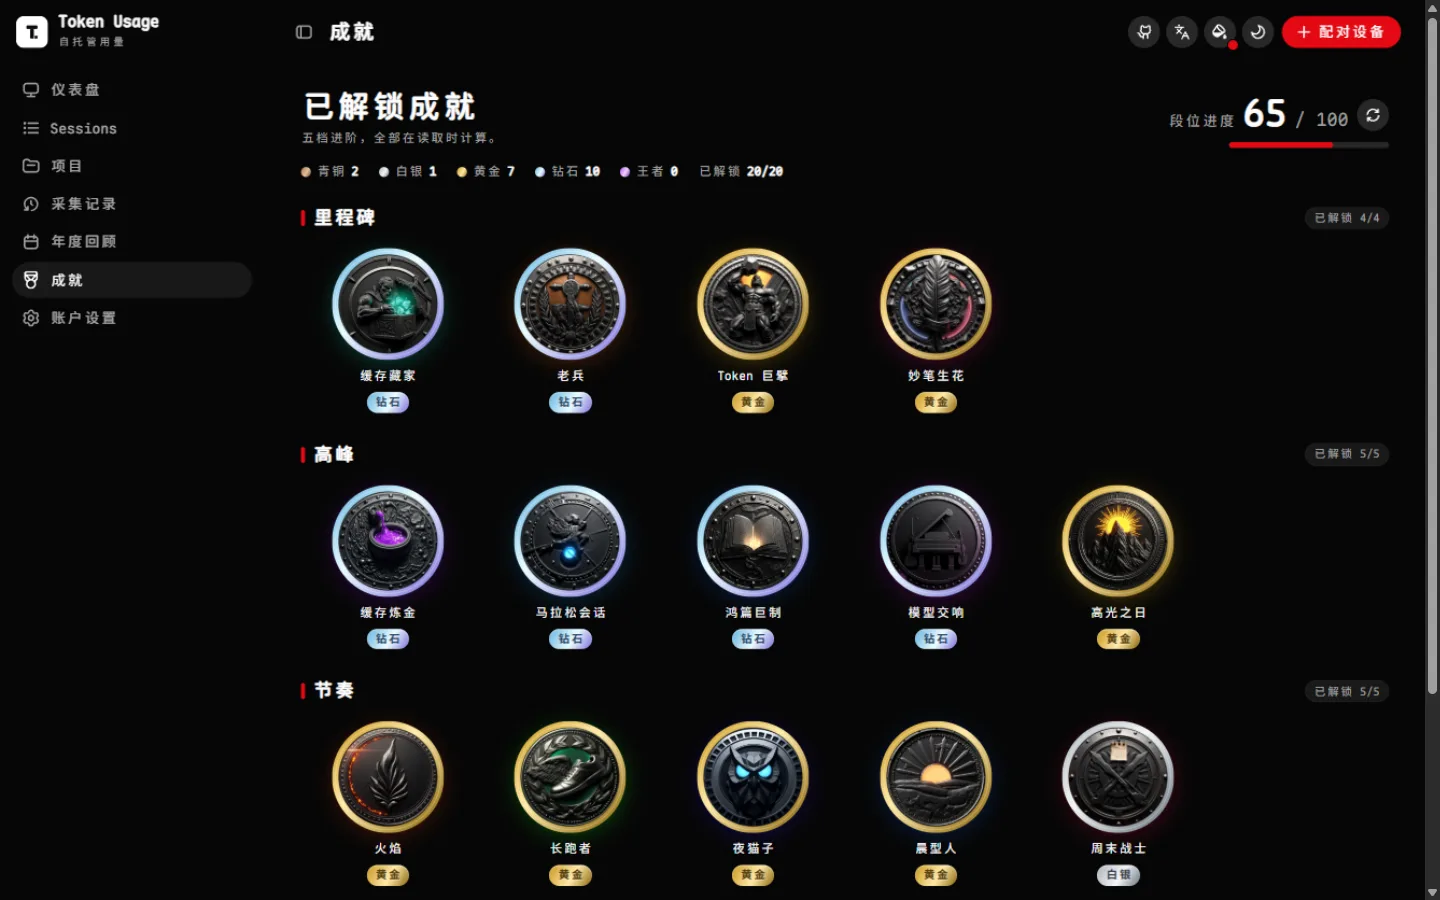 Token Usage
自托管用量
成就
配对设备
仪表盘
Sessions
项目
采集记录
年度回顾
成就
账户设置
已解锁成就
五档进阶，全部在读取时计算。
段位进度 65 / 100
青铜 2 白银 1 黄金 7 钻石 10 王者 0 已解锁 20/20
里程碑
已解锁 4/4
缓存藏家 老兵 Token 巨擘 妙笔生花
钻石 钻石 黄金 黄金
高峰
已解锁 5/5
缓存炼金 马拉松会话 鸿篇巨制 模型交响 高光之日
钻石 钻石 钻石 钻石 黄金
节奏
已解锁 5/5
火焰 长跑者 夜猫子 晨型人 周末战士
黄金 黄金 黄金 黄金 白银